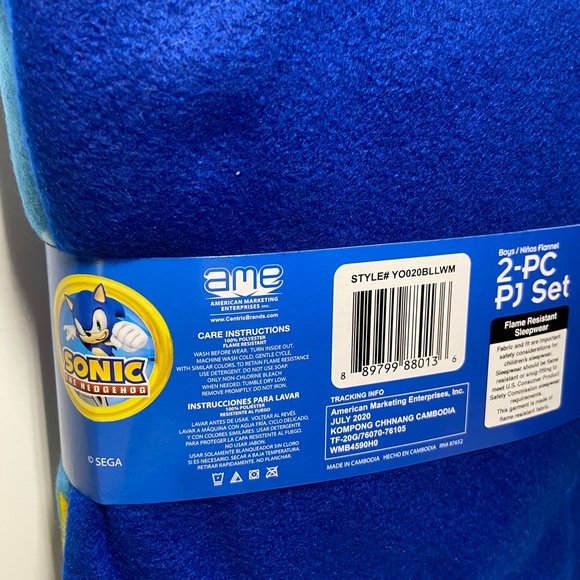 SONIC
THE HEDGEHOG
© SEGA
ame
AMERICAN MARKETING
ENTERPRISES INC.
www.CentricBrands.com
CARE INSTRUCTIONS
100% POLYESTER
FLAME RESISTANT
WASH BEFORE WEAR. TURN INSIDE OUT.
MACHINE WASH COLD, GENTLE CYCLE,
WITH SIMILAR COLORS. TO RETAIN FLAME RESISTANCE
USE DETERGENT. DO NOT USE SOAP.
ONLY NON-CHLORINE BLEACH
WHEN NEEDED. TUMBLE DRY LOW.
REMOVE PROMPTLY. DO NOT IRON.
INSTRUCCIONES PARA LAVAR
100% POLYESTER
RESISTENTE AL FUEGO
LAVAR ANTES DE USAR. VOLTEAR AL REVÉS.
LAVAR A MÁQUINA CON AGUA FRÍA, CICLO DELICADO,
Y CON COLORES SIMILARES. USAR DETERGENTE
PARA PROTEGER LA CAPA RESISTENTE AL FUEGO
NO USAR JABÓN.
USAR SOLAMENTE BLANQUEADOR SIN CLORO
SI ES NECESARIO. SECAR A BAJA TEMPERATURA.
RETIRAR RÁPIDAMENTE. NO PLANCHAR.
STYLE# YO020BLLWM
8 89799 88013 6
TRACKING INFO
American Marketing Enterprises, Inc.
JULY 2020
KOMPONG CHHNANG CAMBODIA
TF-20G/76070-76105
WMB4590H0
MADE IN CAMBODIA HECHO EN CAMBODIA RN# 87652
Boys / Niños Flannel
2-PC
PJ Set
Flame Resistant
Sleepwear
Fabric and fit are important
safety considerations for
children's sleepwear.
Sleepwear should be flame
resistant or snug-fitting to
meet U.S. Consumer Product
Safety Commission sleepwear
requirements.
This garment is made of
flame resistant fabric.